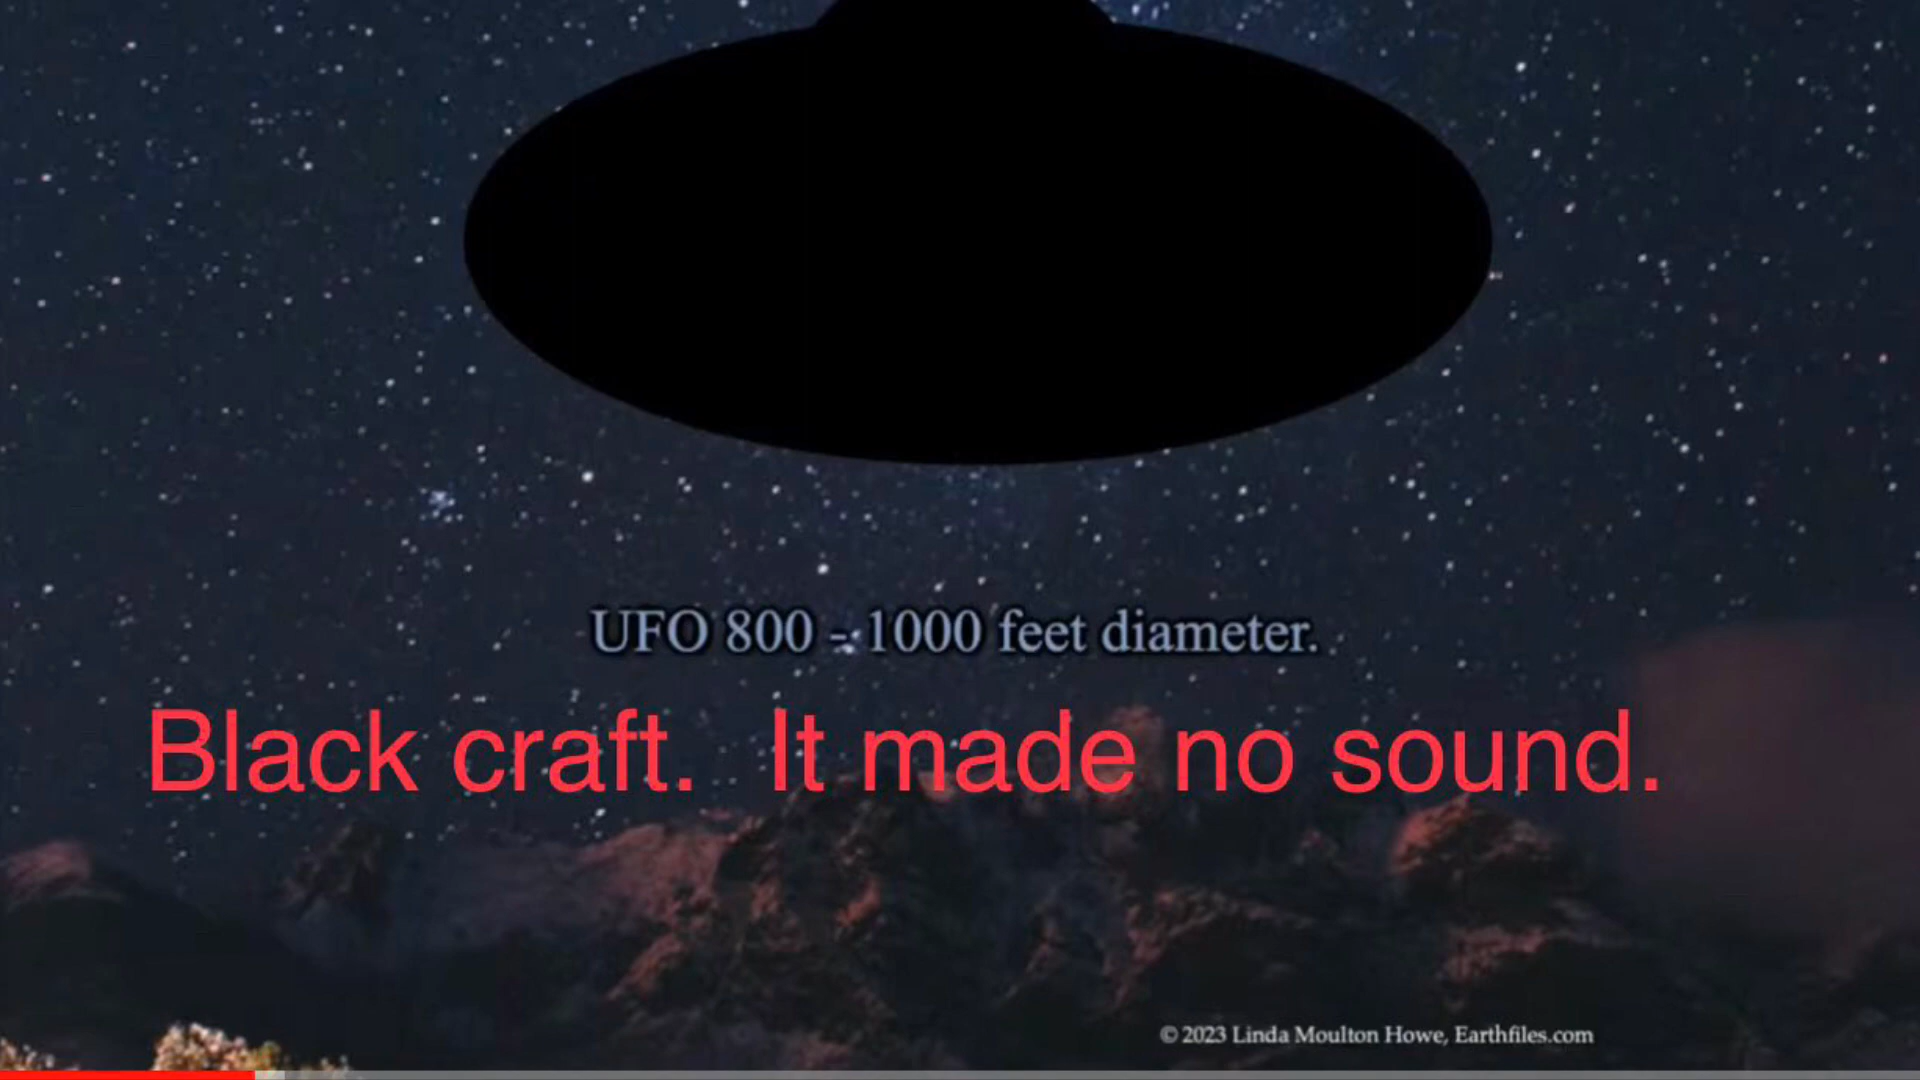 UFO 800 - 1000 feet diameter.
Black craft.  It made no sound.
© 2023 Linda Moulton Howe, Earthfiles.com